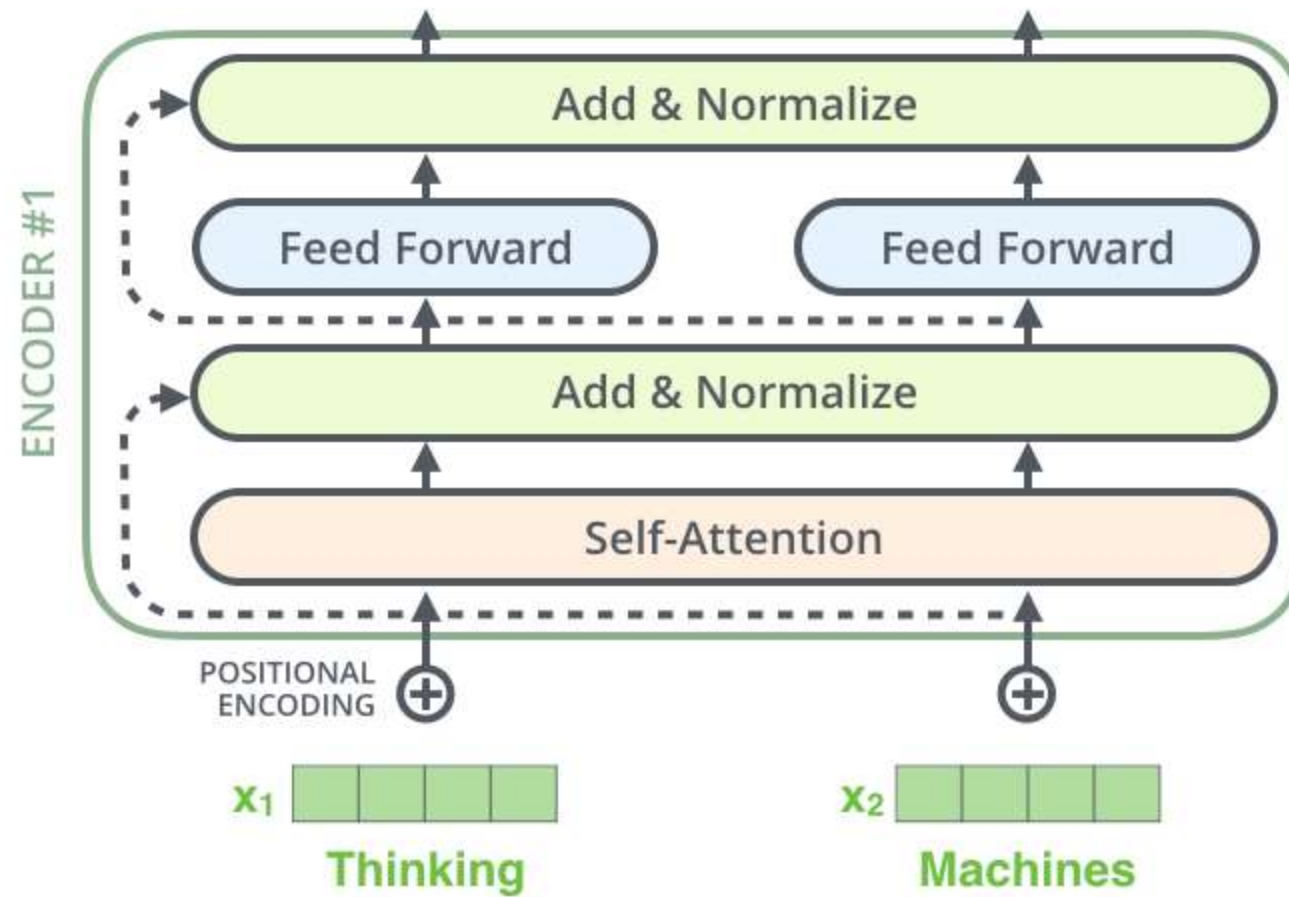 ENCODER #1
Add & Normalize
Feed Forward
Feed Forward
Add & Normalize
Self-Attention
POSITIONAL
ENCODING
x₁
x₂
Thinking
Machines